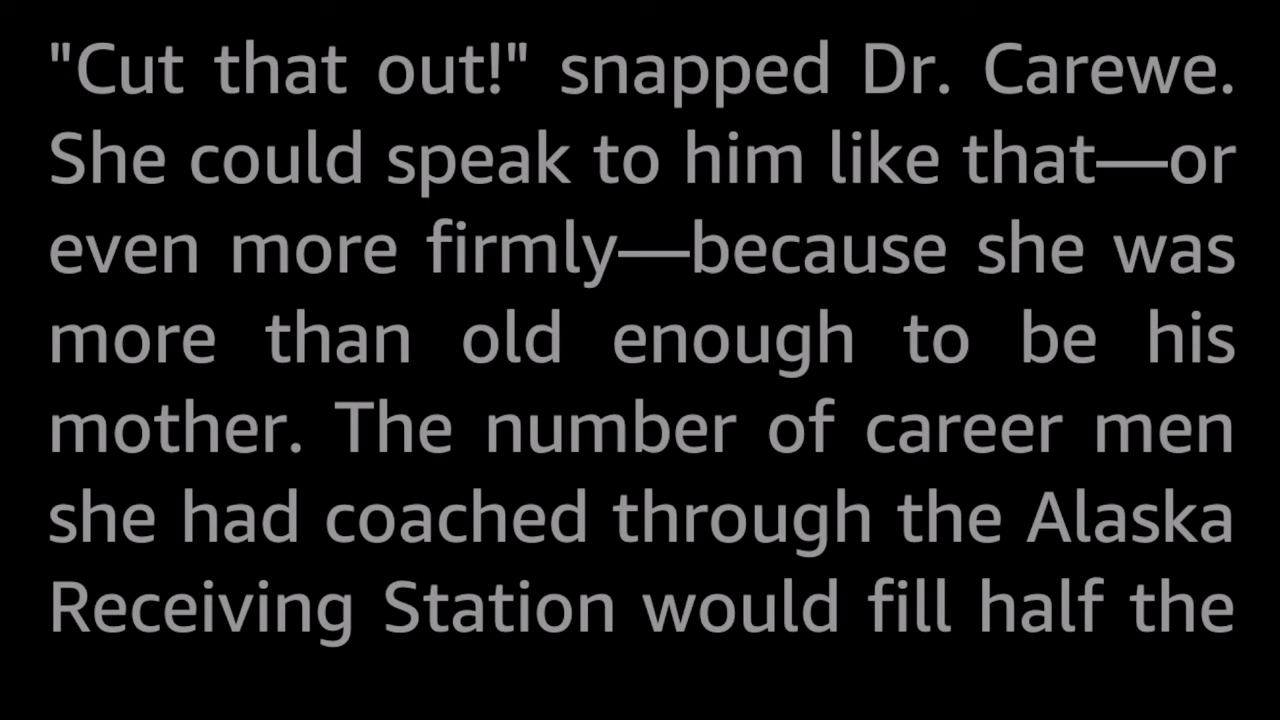 "Cut that out!" snapped Dr. Carewe.
She could speak to him like that—or
even more firmly—because she was
more than old enough to be his
mother. The number of career men
she had coached through the Alaska
Receiving Station would fill half the